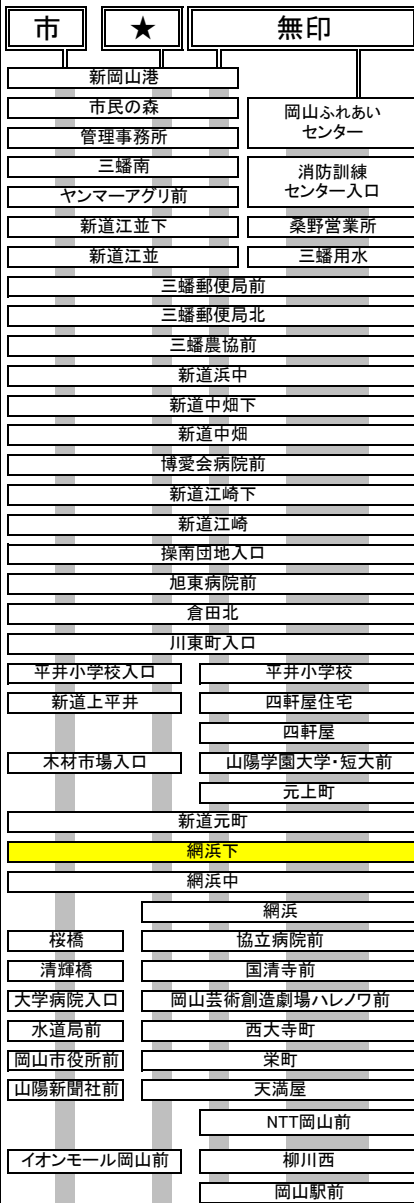 市 ★ 無印
新岡山港
市民の森
岡山ふれあい
センター
管理事務所
三蟠南
消防訓練
センター入口
ヤンマーアグリ前
新道江並下 桑野営業所
新道江並 三蟠用水
三蟠郵便局前
三蟠郵便局北
三蟠農協前
新道浜中
新道中畑下
新道中畑
博愛会病院前
新道江崎下
新道江崎
操南団地入口
旭東病院前
倉田北
川東町入口
平井小学校入口 平井小学校
新道上平井 四軒屋住宅
四軒屋
木材市場入口 山陽学園大学・短大前
元上町
新道元町
網浜下
網浜中
網浜
桜橋 協立病院前
清輝橋 国清寺前
大学病院入口 岡山芸術創造劇場ハレノワ前
水道局前 西大寺町
岡山市役所前 栄町
山陽新聞社前 天満屋
NTT岡山前
イオンモール岡山前 柳川西
岡山駅前